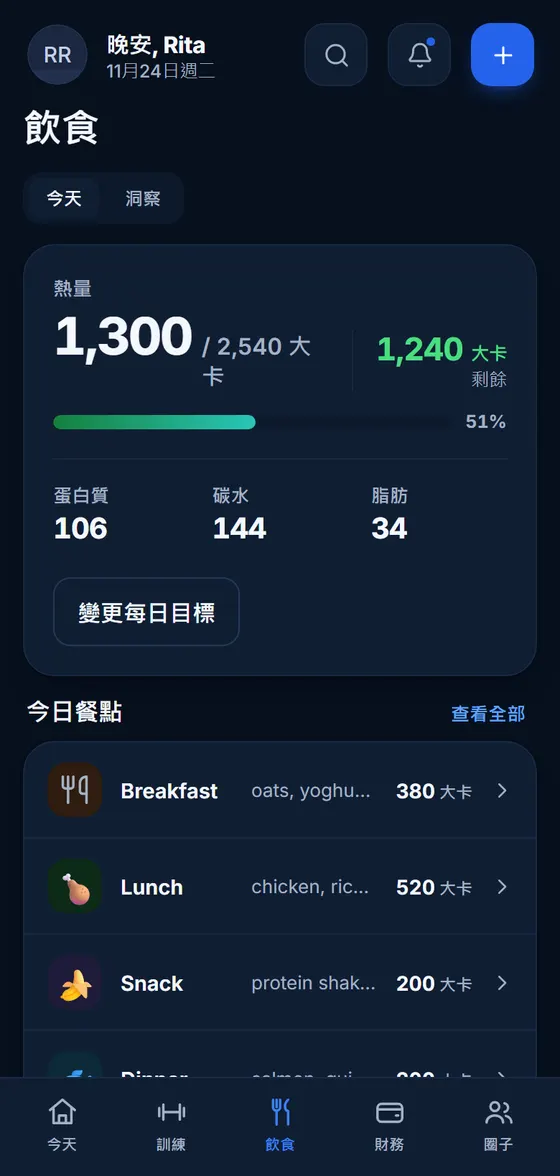 RR
晚安, Rita
11月24日週二
飲食
今天
洞察
熱量
1,300 / 2,540 大卡
1,240 大卡
剩餘
51%
蛋白質
碳水
脂肪
106
144
34
變更每日目標
今日餐點
查看全部
Breakfast oats, yoghu... 380 大卡
Lunch chicken, ric... 520 大卡
Snack protein shak... 200 大卡
今天
訓練
飲食
財務
圈子